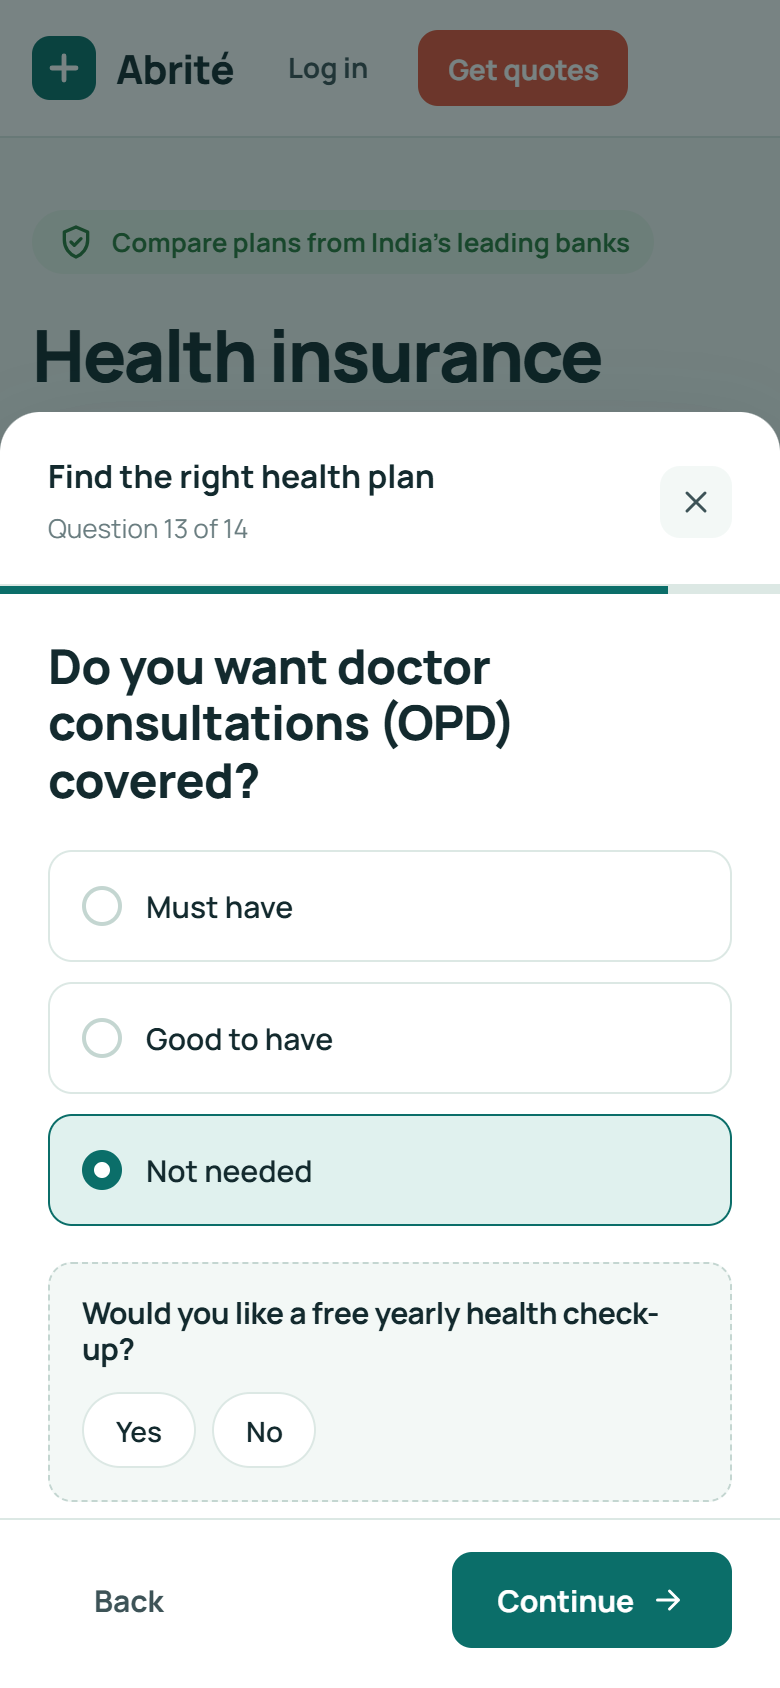 Abrité
Log in
Get quotes
Compare plans from India's leading banks
Health insurance
Find the right health plan
Question 13 of 14
Do you want doctor
consultations (OPD)
covered?
Must have
Good to have
Not needed
Would you like a free yearly health check-
up?
Yes
No
Back
Continue →